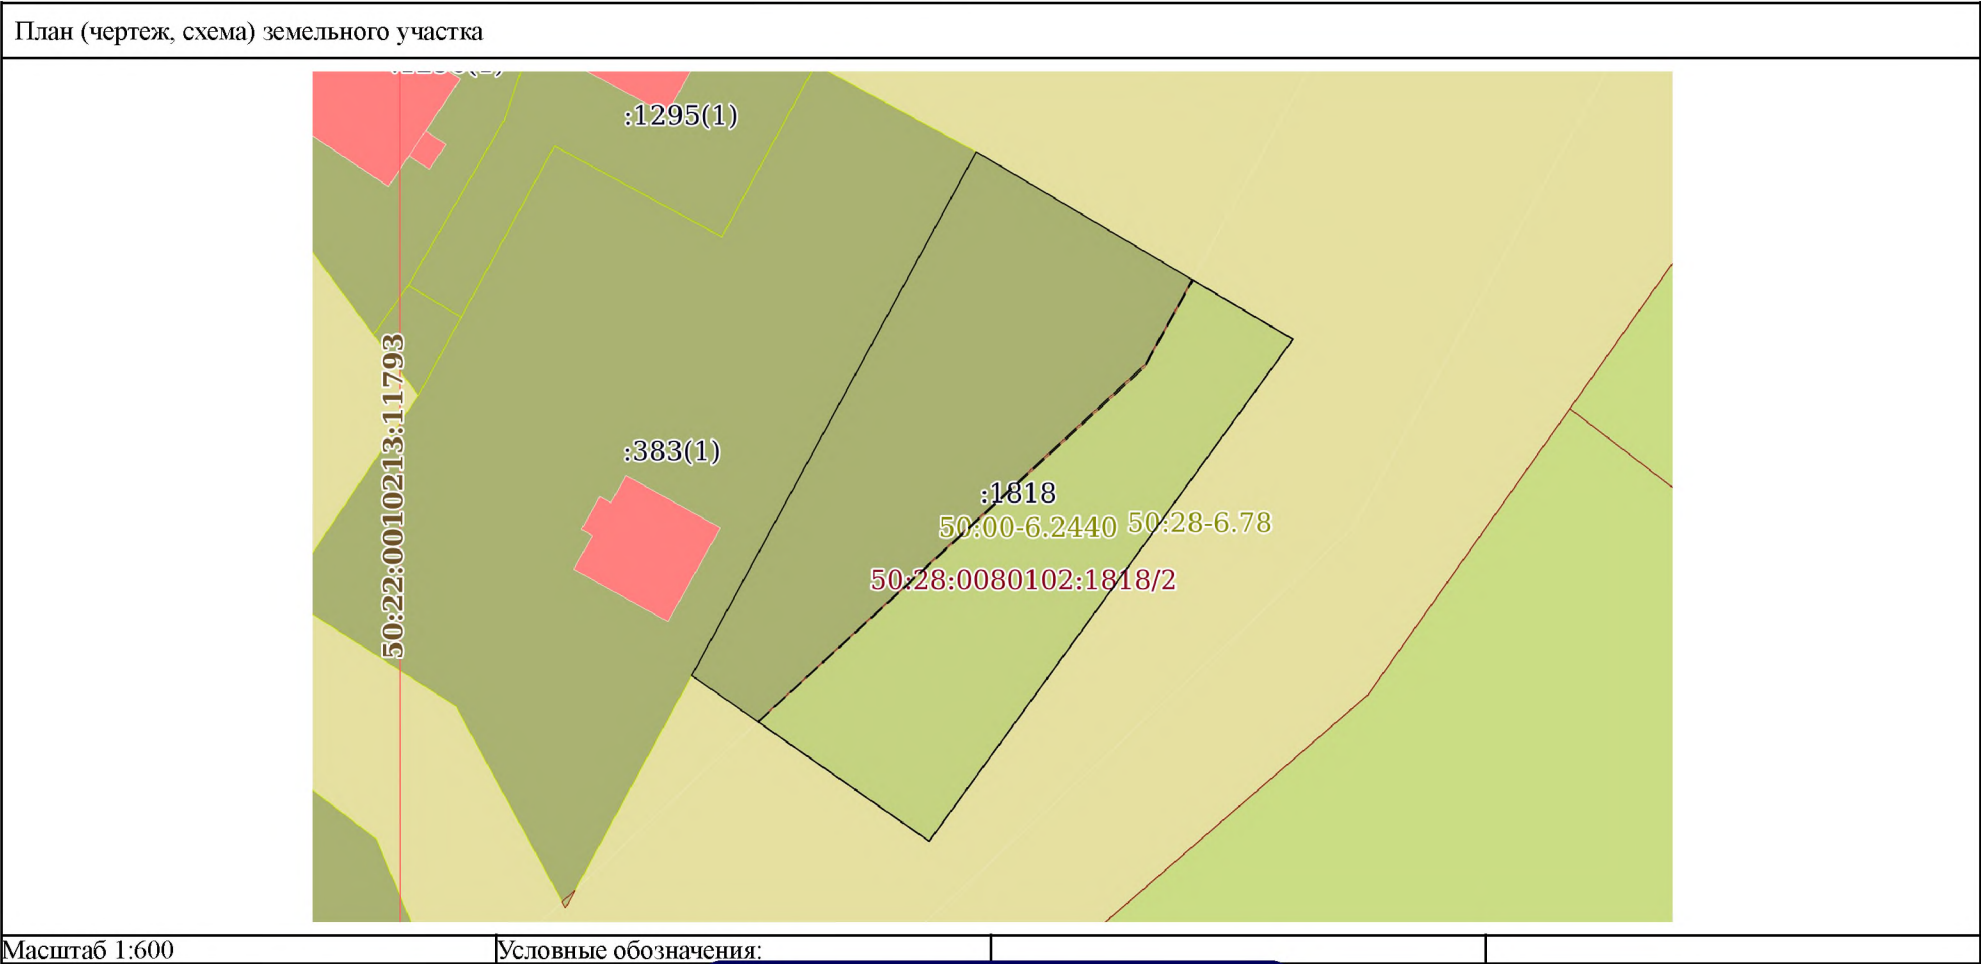 План (чертеж, схема) земельного участка
:1295(1)
50:22:0010213:11793
:383(1)
:1818
50:00-6.2440
50:28-6.78
50:28:0080102:1818/2
Масштаб 1:600
Условные обозначения: